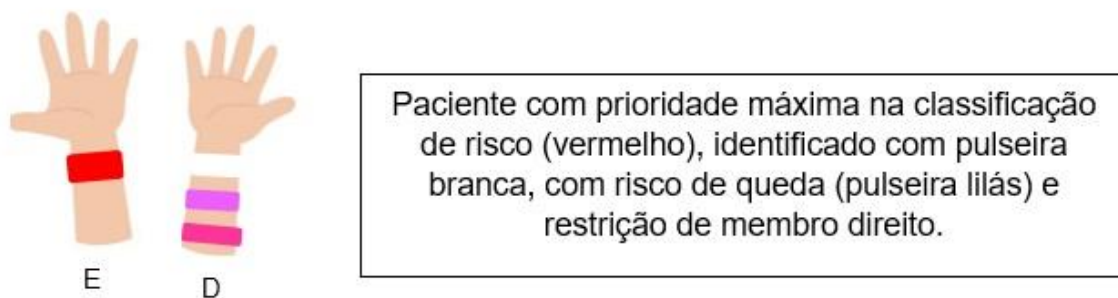 E
D
Paciente com prioridade máxima na classificação
de risco (vermelho), identificado com pulseira
branca, com risco de queda (pulseira lilás) e
restrição de membro direito.